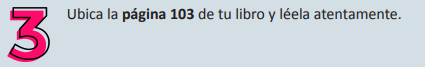 3
Ubica la página 103 de tu libro y léela atentamente.